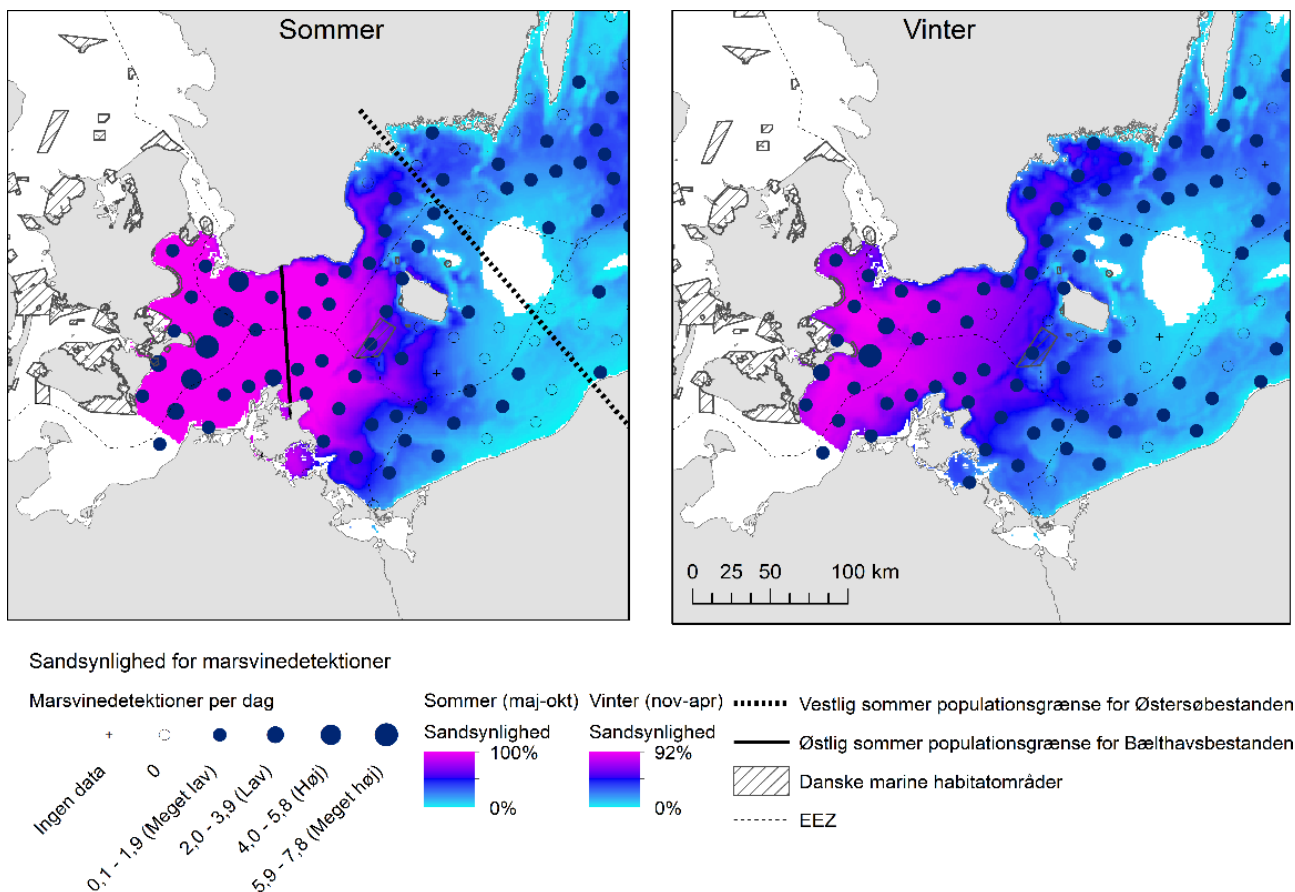 Sommer
Vinter
0 25 50 100 km
Sandsynlighed for marsvinedetektioner
Marsvinedetektioner per dag
Ingen data
0
0,1 - 1,9 (Meget lav)
2,0 - 3,9 (Lav)
4,0 - 5,8 (Høj)
5,9 - 7,8 (Meget høj)
Sommer (maj-okt)
Sandsynlighed
100%
0%
Vinter (nov-apr)
Sandsynlighed
92%
0%
Vestlig sommer populationsgrænse for Østersøbestanden
Østlig sommer populationsgrænse for Bælthavsbestanden
Danske marine habitatområder
EEZ